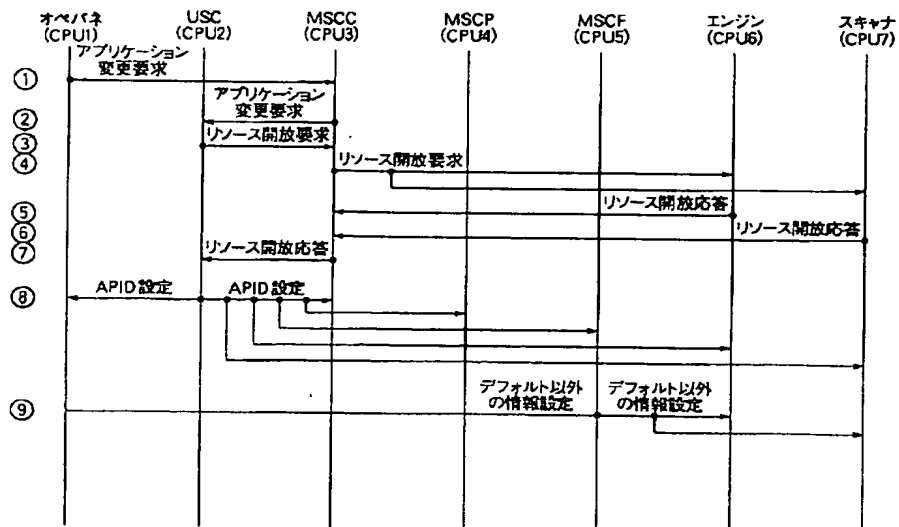 オペパネ
(CPU1)
USC
(CPU2)
MSCC
(CPU3)
MSCP
(CPU4)
MSCF
(CPU5)
エンジン
(CPU6)
スキャナ
(CPU7)
① アプリケーション
変更要求
② アプリケーション
変更要求
③ リソース開放要求
④ リソース開放要求
⑤ リソース開放応答
⑥ リソース開放応答
⑦ リソース開放応答
⑧ APID設定 APID設定
⑨ デフォルト以外
の情報設定
デフォルト以外
の情報設定